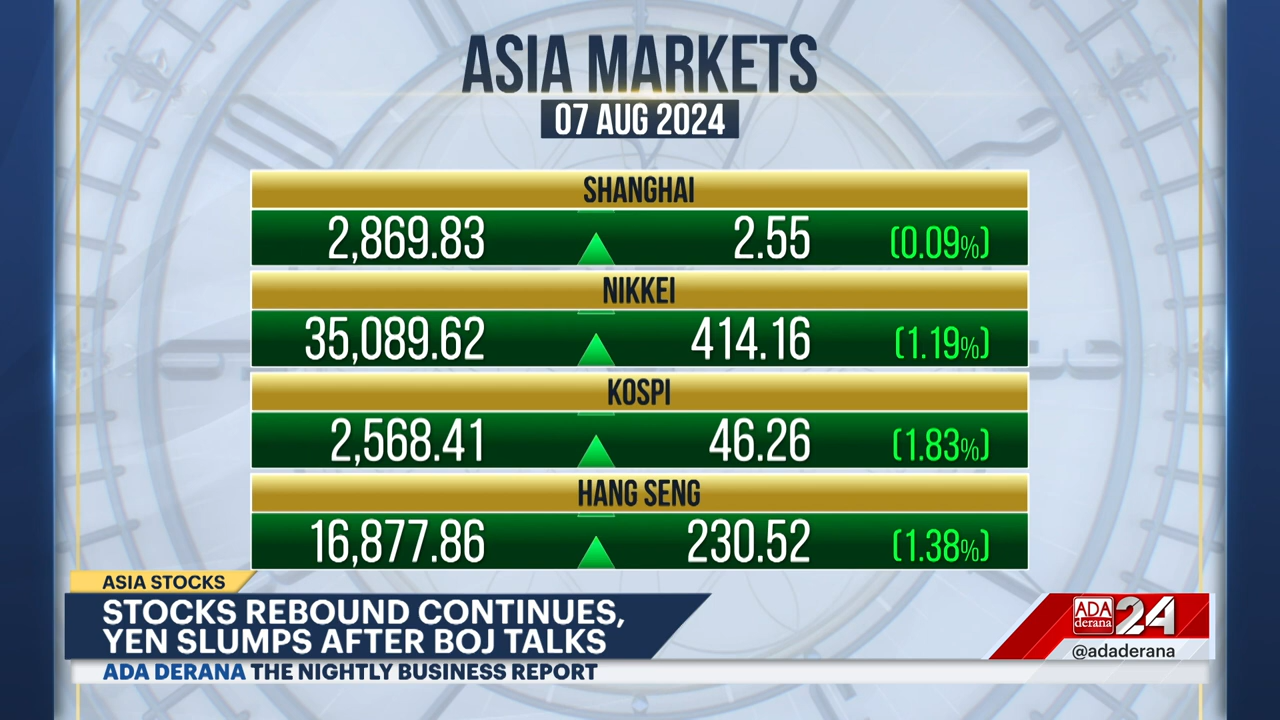 ASIA MARKETS
07 AUG 2024
SHANGHAI
2,869.83 2.55 (0.09%)
NIKKEI
35,089.62 414.16 (1.19%)
KOSPI
2,568.41 46.26 (1.83%)
HANG SENG
16,877.86 230.52 (1.38%)
ASIA STOCKS
STOCKS REBOUND CONTINUES,
YEN SLUMPS AFTER BOJ TALKS
ADA DERANA THE NIGHTLY BUSINESS REPORT
ADA
derana
24
@adaderana